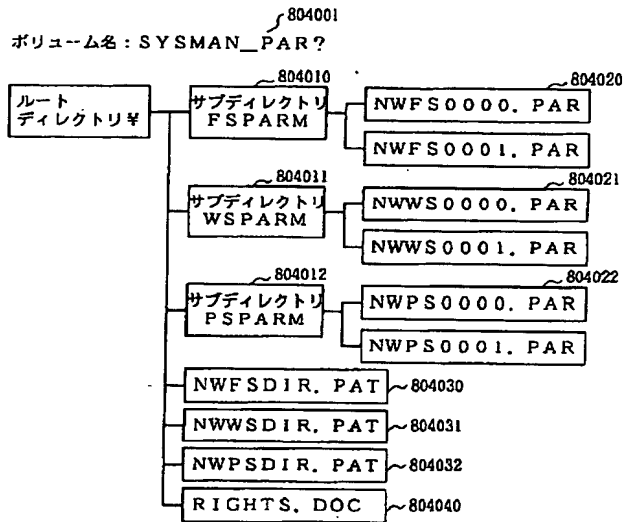 804001
ボリューム名：SYSMAN_PAR?
ルート
ディレクトリ¥
804010
サブディレクトリ
FSPARM
804020
NWFS0000. PAR
NWFS0001. PAR
804011
サブディレクトリ
WSPARM
804021
NWWS0000. PAR
NWWS0001. PAR
804012
サブディレクトリ
PSPARM
804022
NWPS0000. PAR
NWPS0001. PAR
NWFSDIR. PAT
804030
NWWSDIR. PAT
804031
NWPSDIR. PAT
804032
RIGHTS. DOC
804040